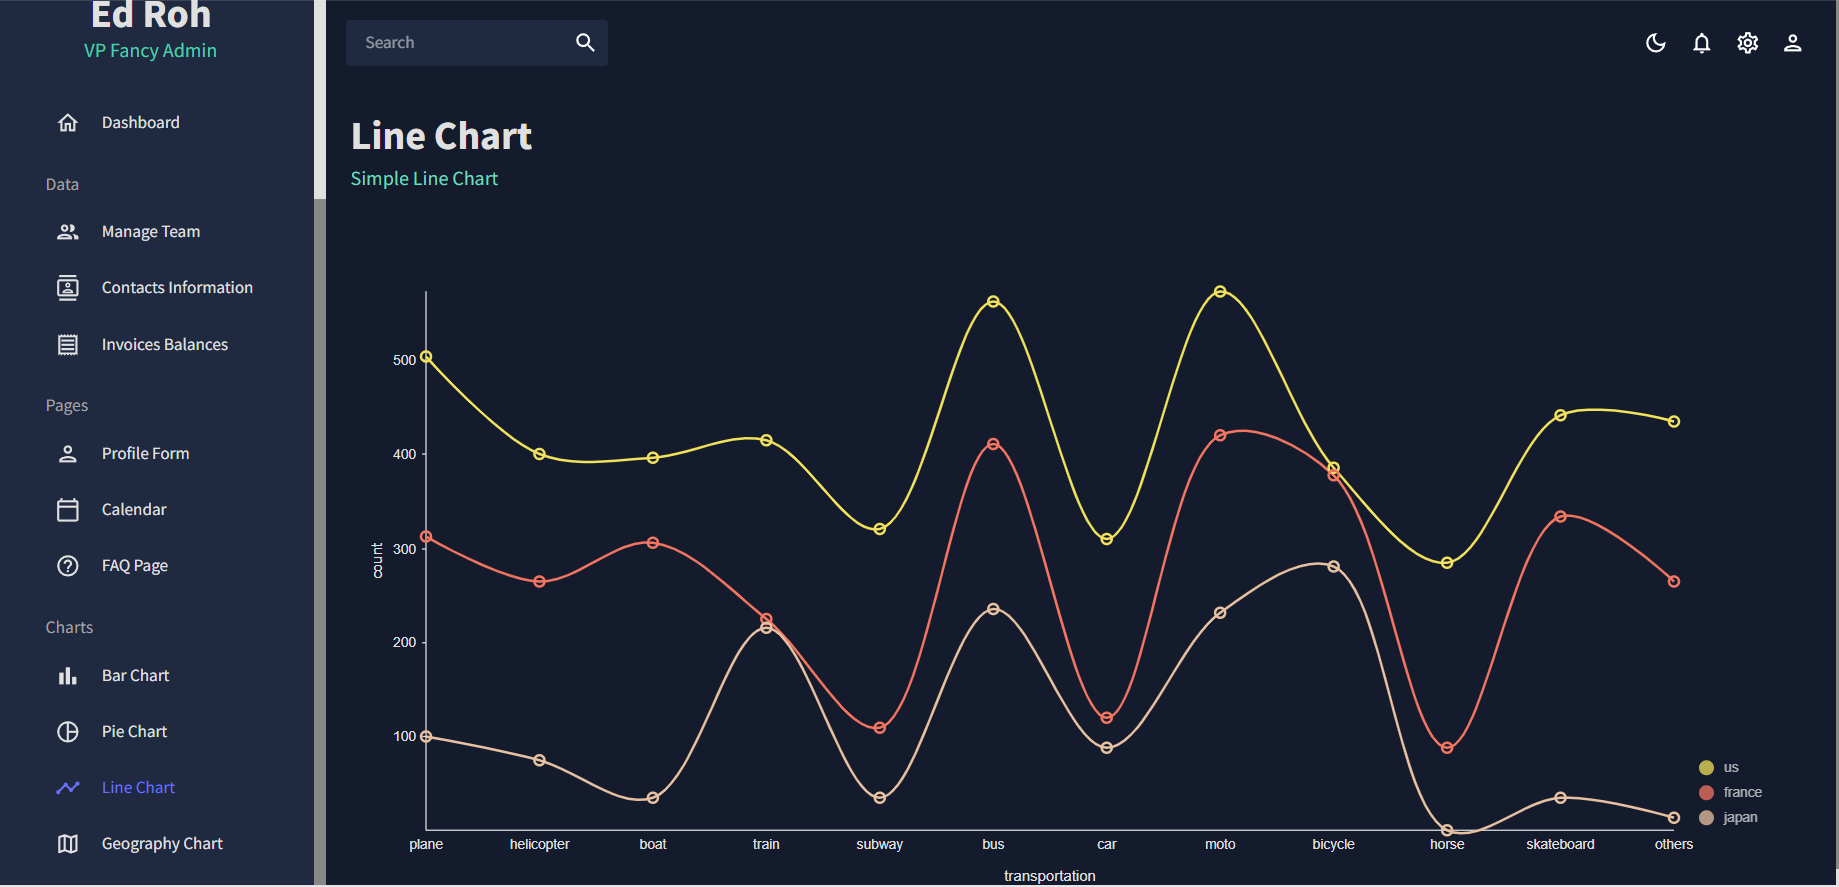 Ed Roh
VP Fancy Admin
Dashboard
Data
Manage Team
Contacts Information
Invoices Balances
Pages
Profile Form
Calendar
FAQ Page
Charts
Bar Chart
Pie Chart
Line Chart
Geography Chart
Search
Line Chart
Simple Line Chart
500
400
300
200
100
count
plane helicopter boat train subway bus car moto bicycle horse skateboard others
transportation
us
france
japan